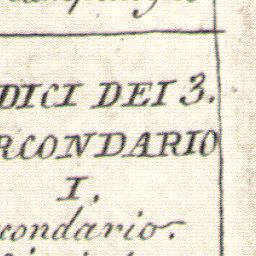 DICI DEI 3.
RCONDARIO
I.
condario.